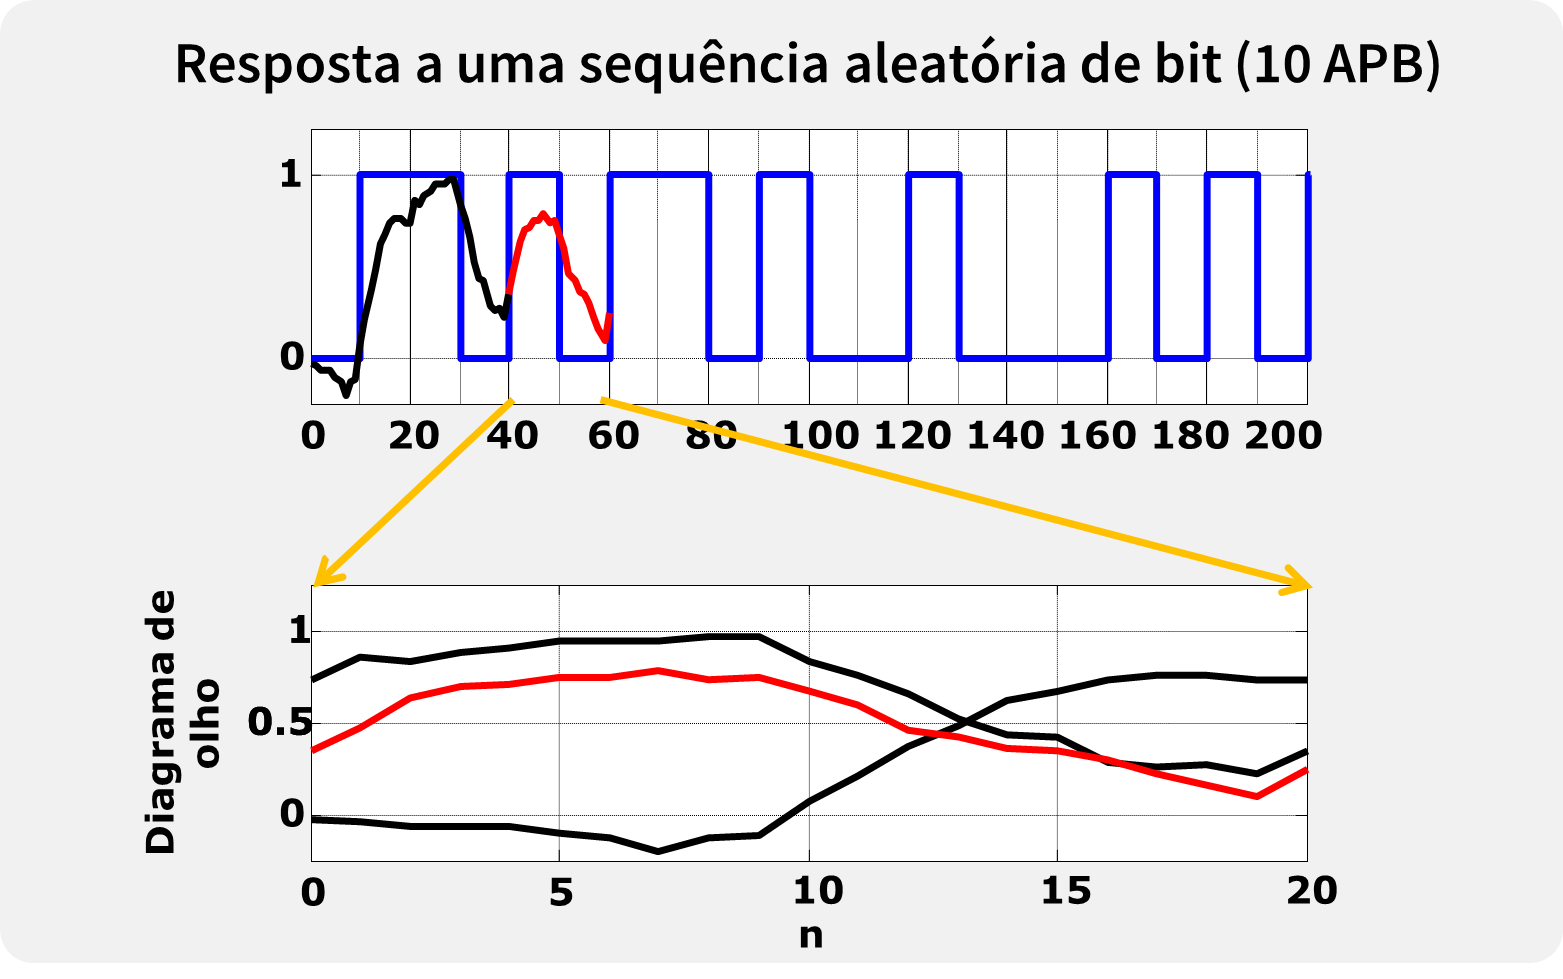 Resposta a uma sequência aleatória de bit (10 APB)
1
0
0 20 40 60 80 100 120 140 160 180 200
Diagrama de
olho
1
0.5
0
0 5 10 15 20
n